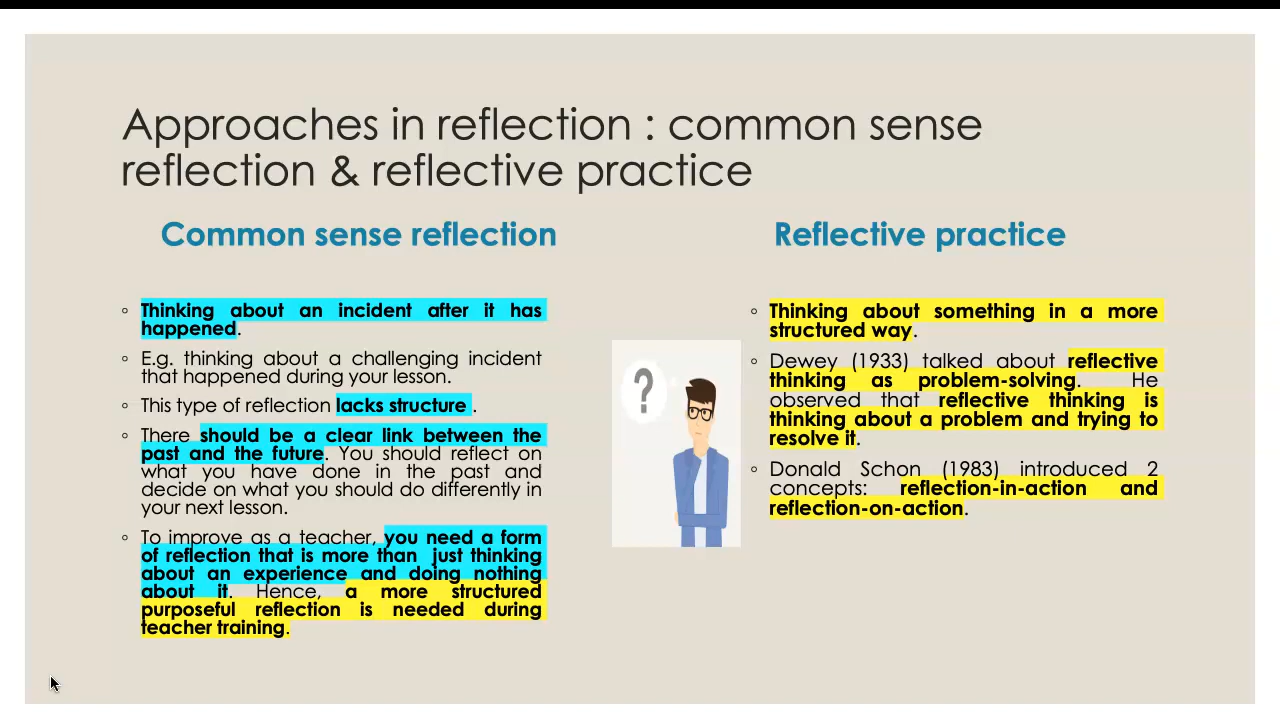 Approaches in reflection : common sense
reflection & reflective practice
Common sense reflection
◦ Thinking about an incident after it has
happened.
◦ E.g. thinking about a challenging incident
that happened during your lesson.
◦ This type of reflection lacks structure .
◦ There should be a clear link between the
past and the future. You should reflect on
what you have done in the past and
decide on what you should do differently in
your next lesson.
◦ To improve as a teacher, you need a form
of reflection that is more than just thinking
about an experience and doing nothing
about it. Hence, a more structured
purposeful reflection is needed during
teacher training.
?
Reflective practice
◦ Thinking about something in a more
structured way.
◦ Dewey (1933) talked about reflective
thinking as problem-solving. He
observed that reflective thinking is
thinking about a problem and trying to
resolve it.
◦ Donald Schon (1983) introduced 2
concepts: reflection-in-action and
reflection-on-action.